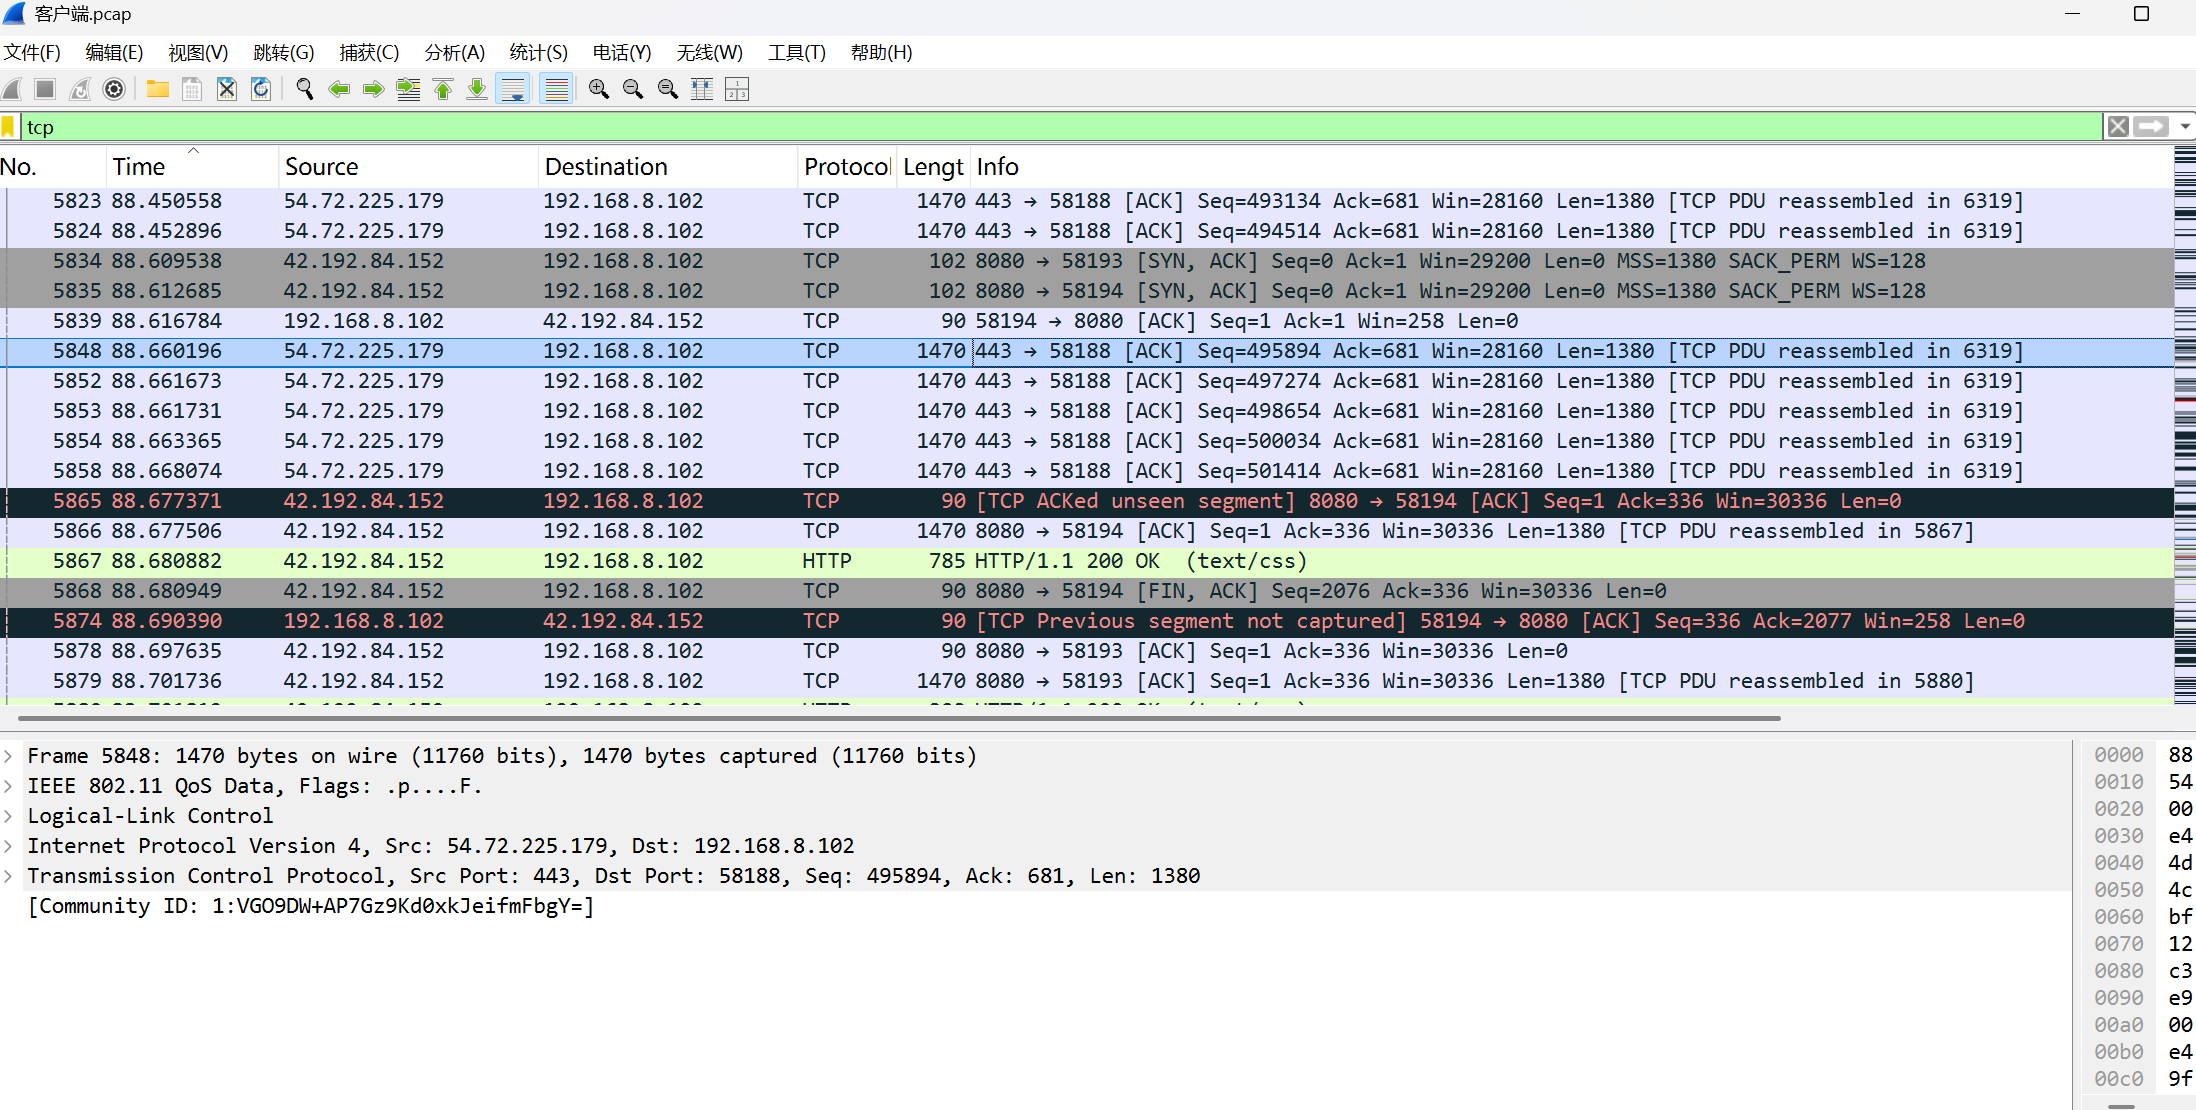 客户端.pcap
文件(F) 编辑(E) 视图(V) 跳转(G) 捕获(C) 分析(A) 统计(S) 电话(Y) 无线(W) 工具(T) 帮助(H)
tcp
No. Time Source Destination Protocol Lengt Info
5823 88.450558 54.72.225.179 192.168.8.102 TCP 1470 443 → 58188 [ACK] Seq=493134 Ack=681 Win=28160 Len=1380 [TCP PDU reassembled in 6319]
5824 88.452896 54.72.225.179 192.168.8.102 TCP 1470 443 → 58188 [ACK] Seq=494514 Ack=681 Win=28160 Len=1380 [TCP PDU reassembled in 6319]
5834 88.609538 42.192.84.152 192.168.8.102 TCP 102 8080 → 58193 [SYN, ACK] Seq=0 Ack=1 Win=29200 Len=0 MSS=1380 SACK_PERM WS=128
5835 88.612685 42.192.84.152 192.168.8.102 TCP 102 8080 → 58194 [SYN, ACK] Seq=0 Ack=1 Win=29200 Len=0 MSS=1380 SACK_PERM WS=128
5839 88.616784 192.168.8.102 42.192.84.152 TCP 90 58194 → 8080 [ACK] Seq=1 Ack=1 Win=258 Len=0
5848 88.660196 54.72.225.179 192.168.8.102 TCP 1470 443 → 58188 [ACK] Seq=495894 Ack=681 Win=28160 Len=1380 [TCP PDU reassembled in 6319]
5852 88.661673 54.72.225.179 192.168.8.102 TCP 1470 443 → 58188 [ACK] Seq=497274 Ack=681 Win=28160 Len=1380 [TCP PDU reassembled in 6319]
5853 88.661731 54.72.225.179 192.168.8.102 TCP 1470 443 → 58188 [ACK] Seq=498654 Ack=681 Win=28160 Len=1380 [TCP PDU reassembled in 6319]
5854 88.663365 54.72.225.179 192.168.8.102 TCP 1470 443 → 58188 [ACK] Seq=500034 Ack=681 Win=28160 Len=1380 [TCP PDU reassembled in 6319]
5858 88.668074 54.72.225.179 192.168.8.102 TCP 1470 443 → 58188 [ACK] Seq=501414 Ack=681 Win=28160 Len=1380 [TCP PDU reassembled in 6319]
5865 88.677371 42.192.84.152 192.168.8.102 TCP 90 [TCP ACKed unseen segment] 8080 → 58194 [ACK] Seq=1 Ack=336 Win=30336 Len=0
5866 88.677506 42.192.84.152 192.168.8.102 TCP 1470 8080 → 58194 [ACK] Seq=1 Ack=336 Win=30336 Len=1380 [TCP PDU reassembled in 5867]
5867 88.680882 42.192.84.152 192.168.8.102 HTTP 785 HTTP/1.1 200 OK (text/css)
5868 88.680949 42.192.84.152 192.168.8.102 TCP 90 8080 → 58194 [FIN, ACK] Seq=2076 Ack=336 Win=30336 Len=0
5874 88.690390 192.168.8.102 42.192.84.152 TCP 90 [TCP Previous segment not captured] 58194 → 8080 [ACK] Seq=336 Ack=2077 Win=258 Len=0
5878 88.697635 42.192.84.152 192.168.8.102 TCP 90 8080 → 58193 [ACK] Seq=1 Ack=336 Win=30336 Len=0
5879 88.701736 42.192.84.152 192.168.8.102 TCP 1470 8080 → 58193 [ACK] Seq=1 Ack=336 Win=30336 Len=1380 [TCP PDU reassembled in 5880]
Frame 5848: 1470 bytes on wire (11760 bits), 1470 bytes captured (11760 bits)
IEEE 802.11 QoS Data, Flags: .p....F.
Logical-Link Control
Internet Protocol Version 4, Src: 54.72.225.179, Dst: 192.168.8.102
Transmission Control Protocol, Src Port: 443, Dst Port: 58188, Seq: 495894, Ack: 681, Len: 1380
[Community ID: 1:VGO9DW+AP7Gz9Kd0xkJeifmFbgY=]
0000 88
0010 54
0020 00
0030 e4
0040 4d
0050 4c
0060 bf
0070 12
0080 c3
0090 e9
00a0 00
00b0 e4
00c0 9f